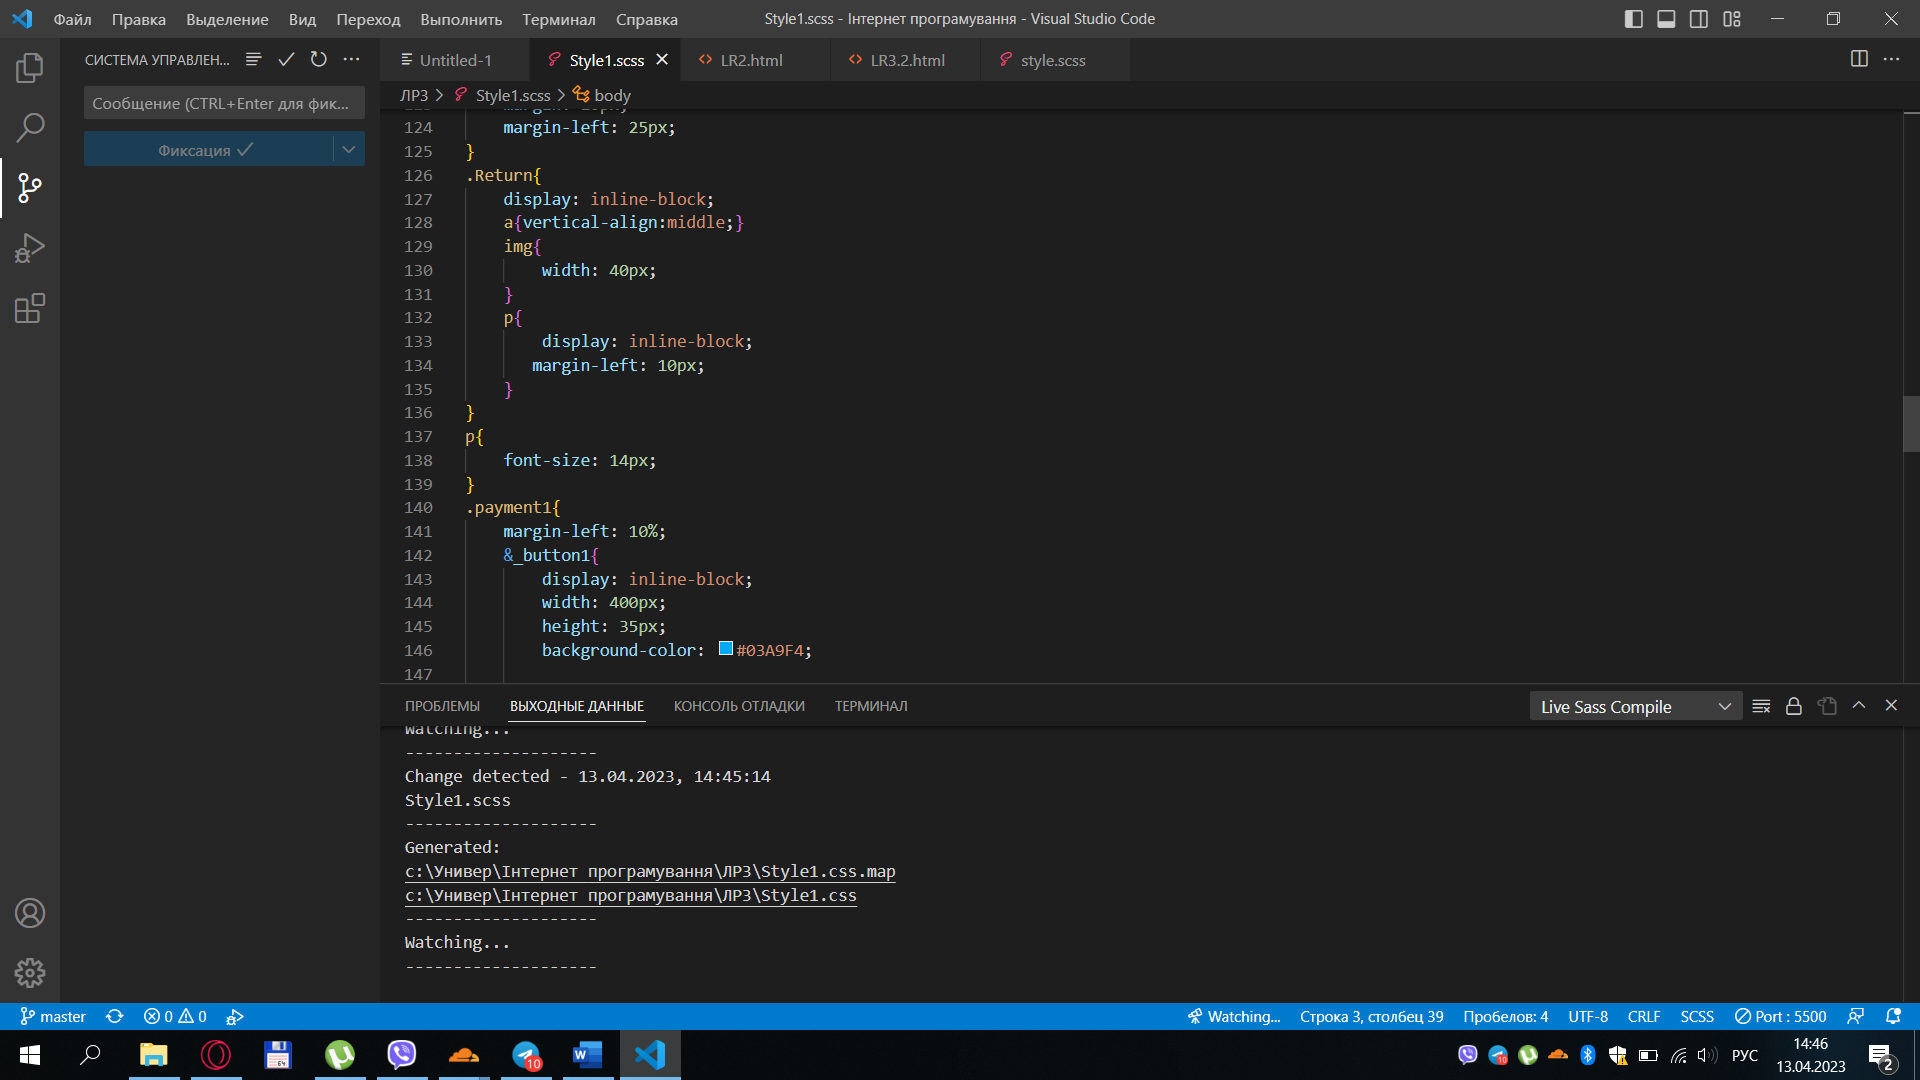 Файл Правка Выделение Вид Переход Выполнить Терминал Справка
Style1.scss - Інтернет програмування - Visual Studio Code
СИСТЕМА УПРАВЛЕН...
Untitled-1
Style1.scss
LR2.html
LR3.2.html
style.scss
Сообщение (CTRL+Enter для фик...
Фиксация
ЛР3 > Style1.scss > body
124 margin-left: 25px;
125 }
126 .Return{
127 display: inline-block;
128 a{vertical-align:middle;}
129 img{
130 width: 40px;
131 }
132 p{
133 display: inline-block;
134 margin-left: 10px;
135 }
136 }
137 p{
138 font-size: 14px;
139 }
140 .payment1{
141 margin-left: 10%;
142 &_button1{
143 display: inline-block;
144 width: 400px;
145 height: 35px;
146 background-color: #03A9F4;
147
ПРОБЛЕМЫ ВЫХОДНЫЕ ДАННЫЕ КОНСОЛЬ ОТЛАДКИ ТЕРМИНАЛ
Live Sass Compile
Watching...
--------------------
Change detected - 13.04.2023, 14:45:14
Style1.scss
--------------------
Generated:
c:\Универ\Інтернет програмування\ЛР3\Style1.css.map
c:\Универ\Інтернет програмування\ЛР3\Style1.css
--------------------
Watching...
--------------------
master 0 0
Watching... Строка 3, столбец 39 Пробелов: 4 UTF-8 CRLF SCSS Port : 5500
64
10
W
10
РУС
14:46
13.04.2023
2